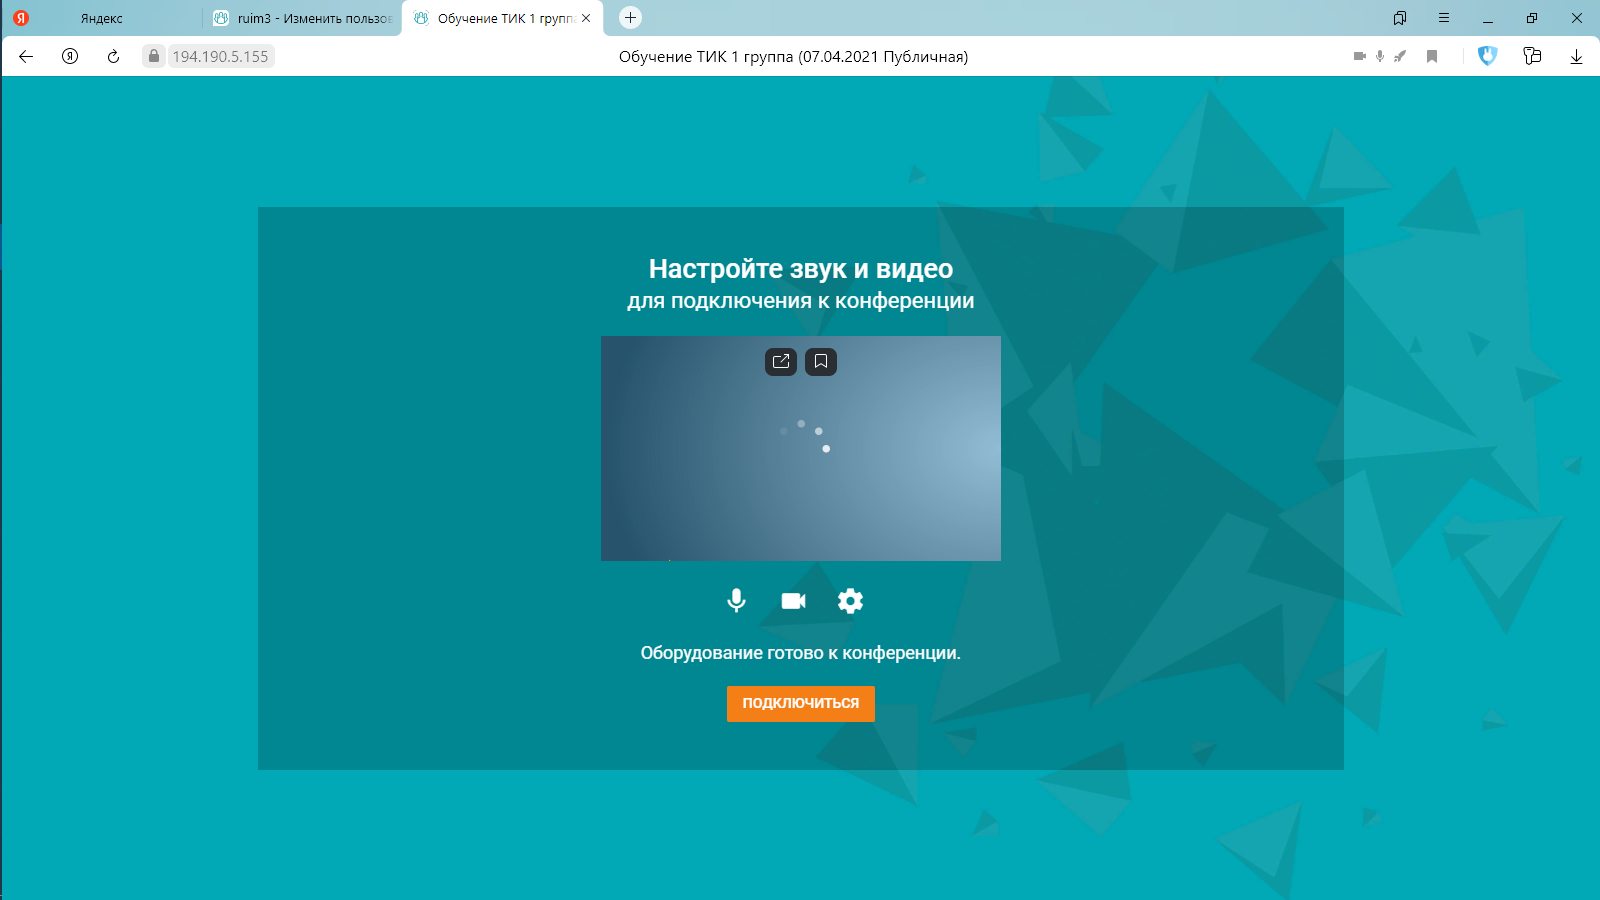 Яндекс
ruim3 - Изменить пользов
Обучение ТИК 1 группа
194.190.5.155
Обучение ТИК 1 группа (07.04.2021 Публичная)
Настройте звук и видео
для подключения к конференции
Оборудование готово к конференции.
ПОДКЛЮЧИТЬСЯ